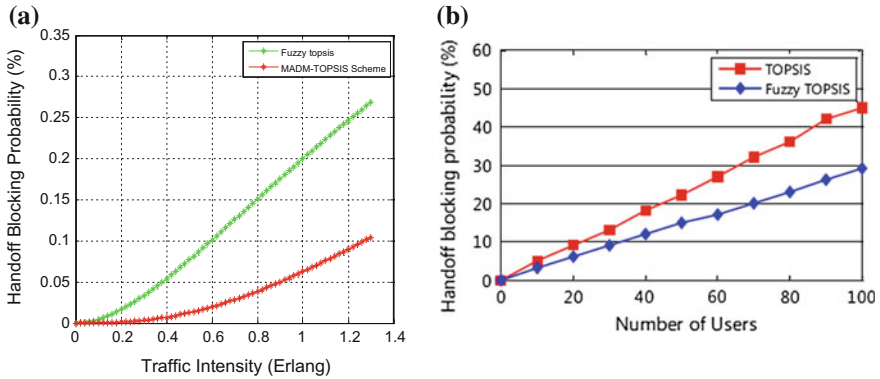 (a)
Handoff Blocking Probability (%)
0.35
0.3
0.25
0.2
0.15
0.1
0.05
0
Fuzzy topsis
MADM-TOPSIS Scheme
0 0.2 0.4 0.6 0.8 1 1.2 1.4
Traffic Intensity (Erlang)
(b)
Handoff blocking probability (%)
60
50
40
30
20
10
0
TOPSIS
Fuzzy TOPSIS
0 20 40 60 80 100
Number of Users